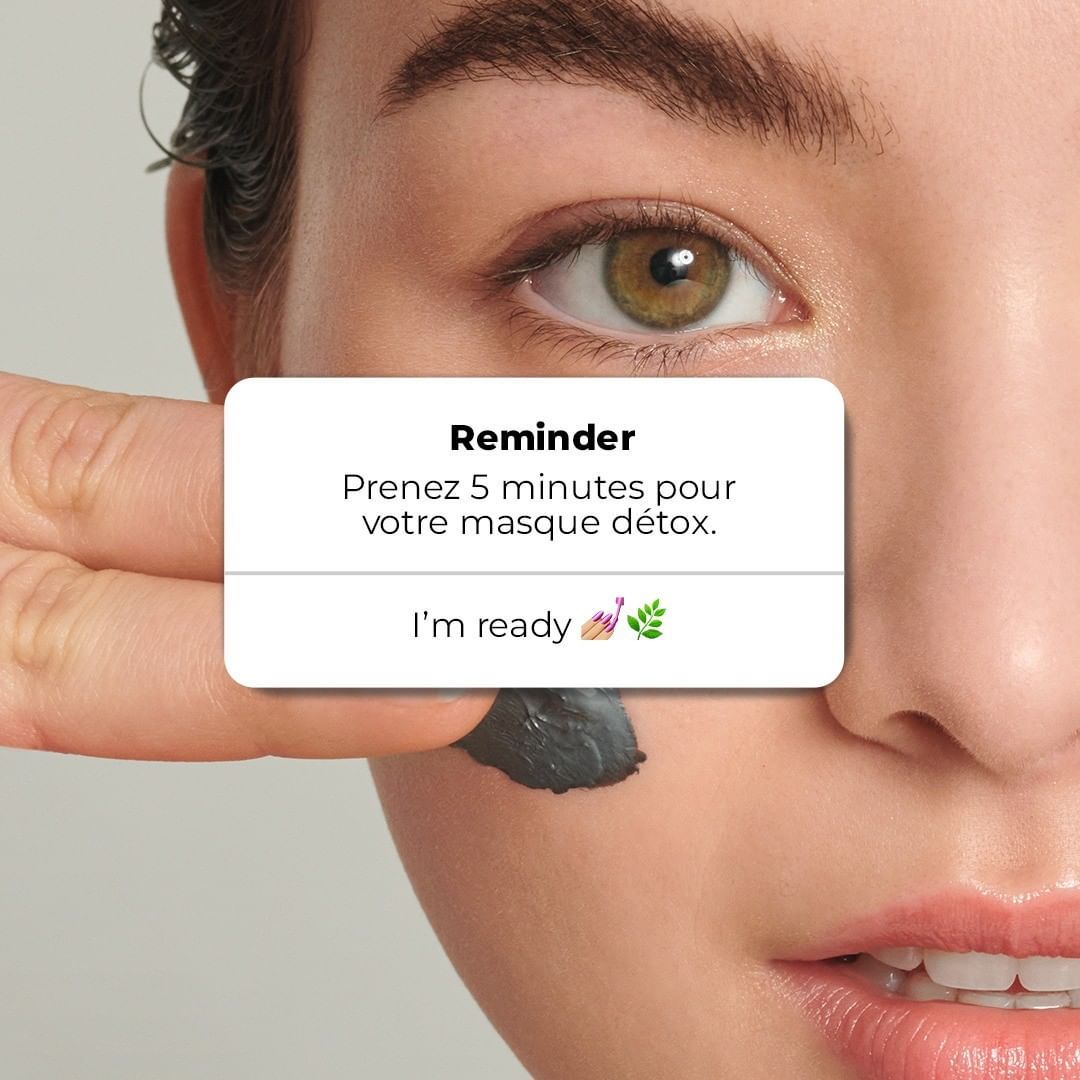 Reminder
Prenez 5 minutes pour
votre masque détox.
I’m ready 💅🏼🌿